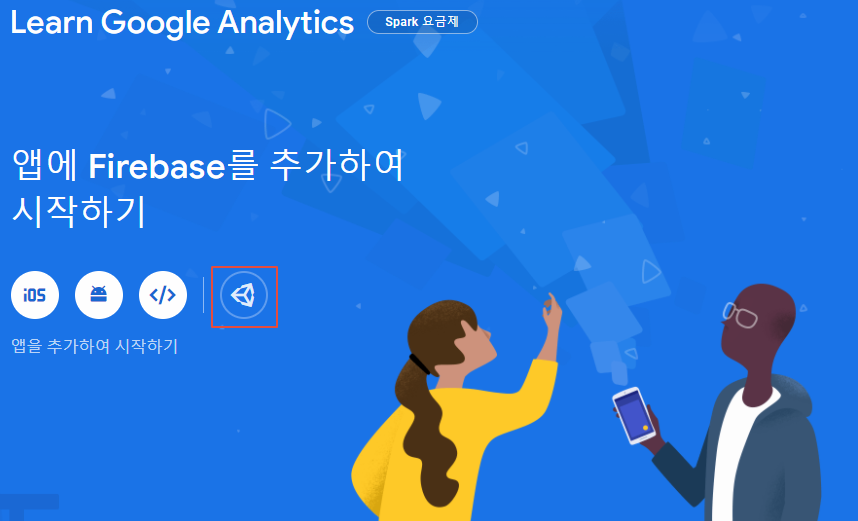 Learn Google Analytics Spark 요금제
앱에 Firebase를 추가하여
시작하기
iOS </>
앱을 추가하여 시작하기